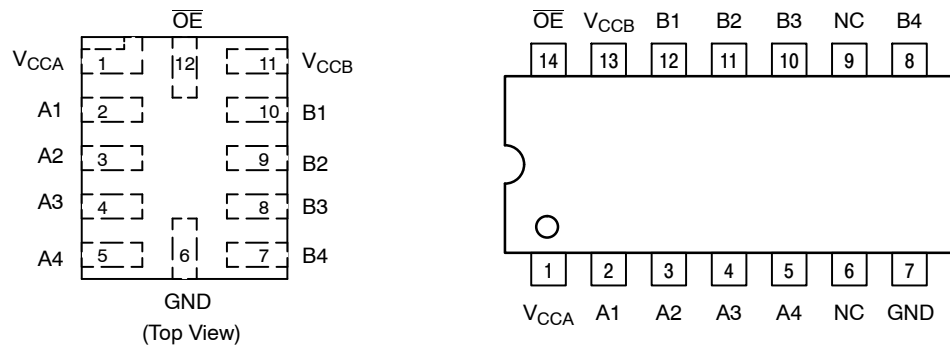 OE
VCCA 1 12 11 VCCB
A1 2 10 B1
A2 3 9 B2
A3 4 8 B3
A4 5 6 7 B4
GND
(Top View)
OE VCCB B1 B2 B3 NC B4
14 13 12 11 10 9 8
1 2 3 4 5 6 7
VCCA A1 A2 A3 A4 NC GND